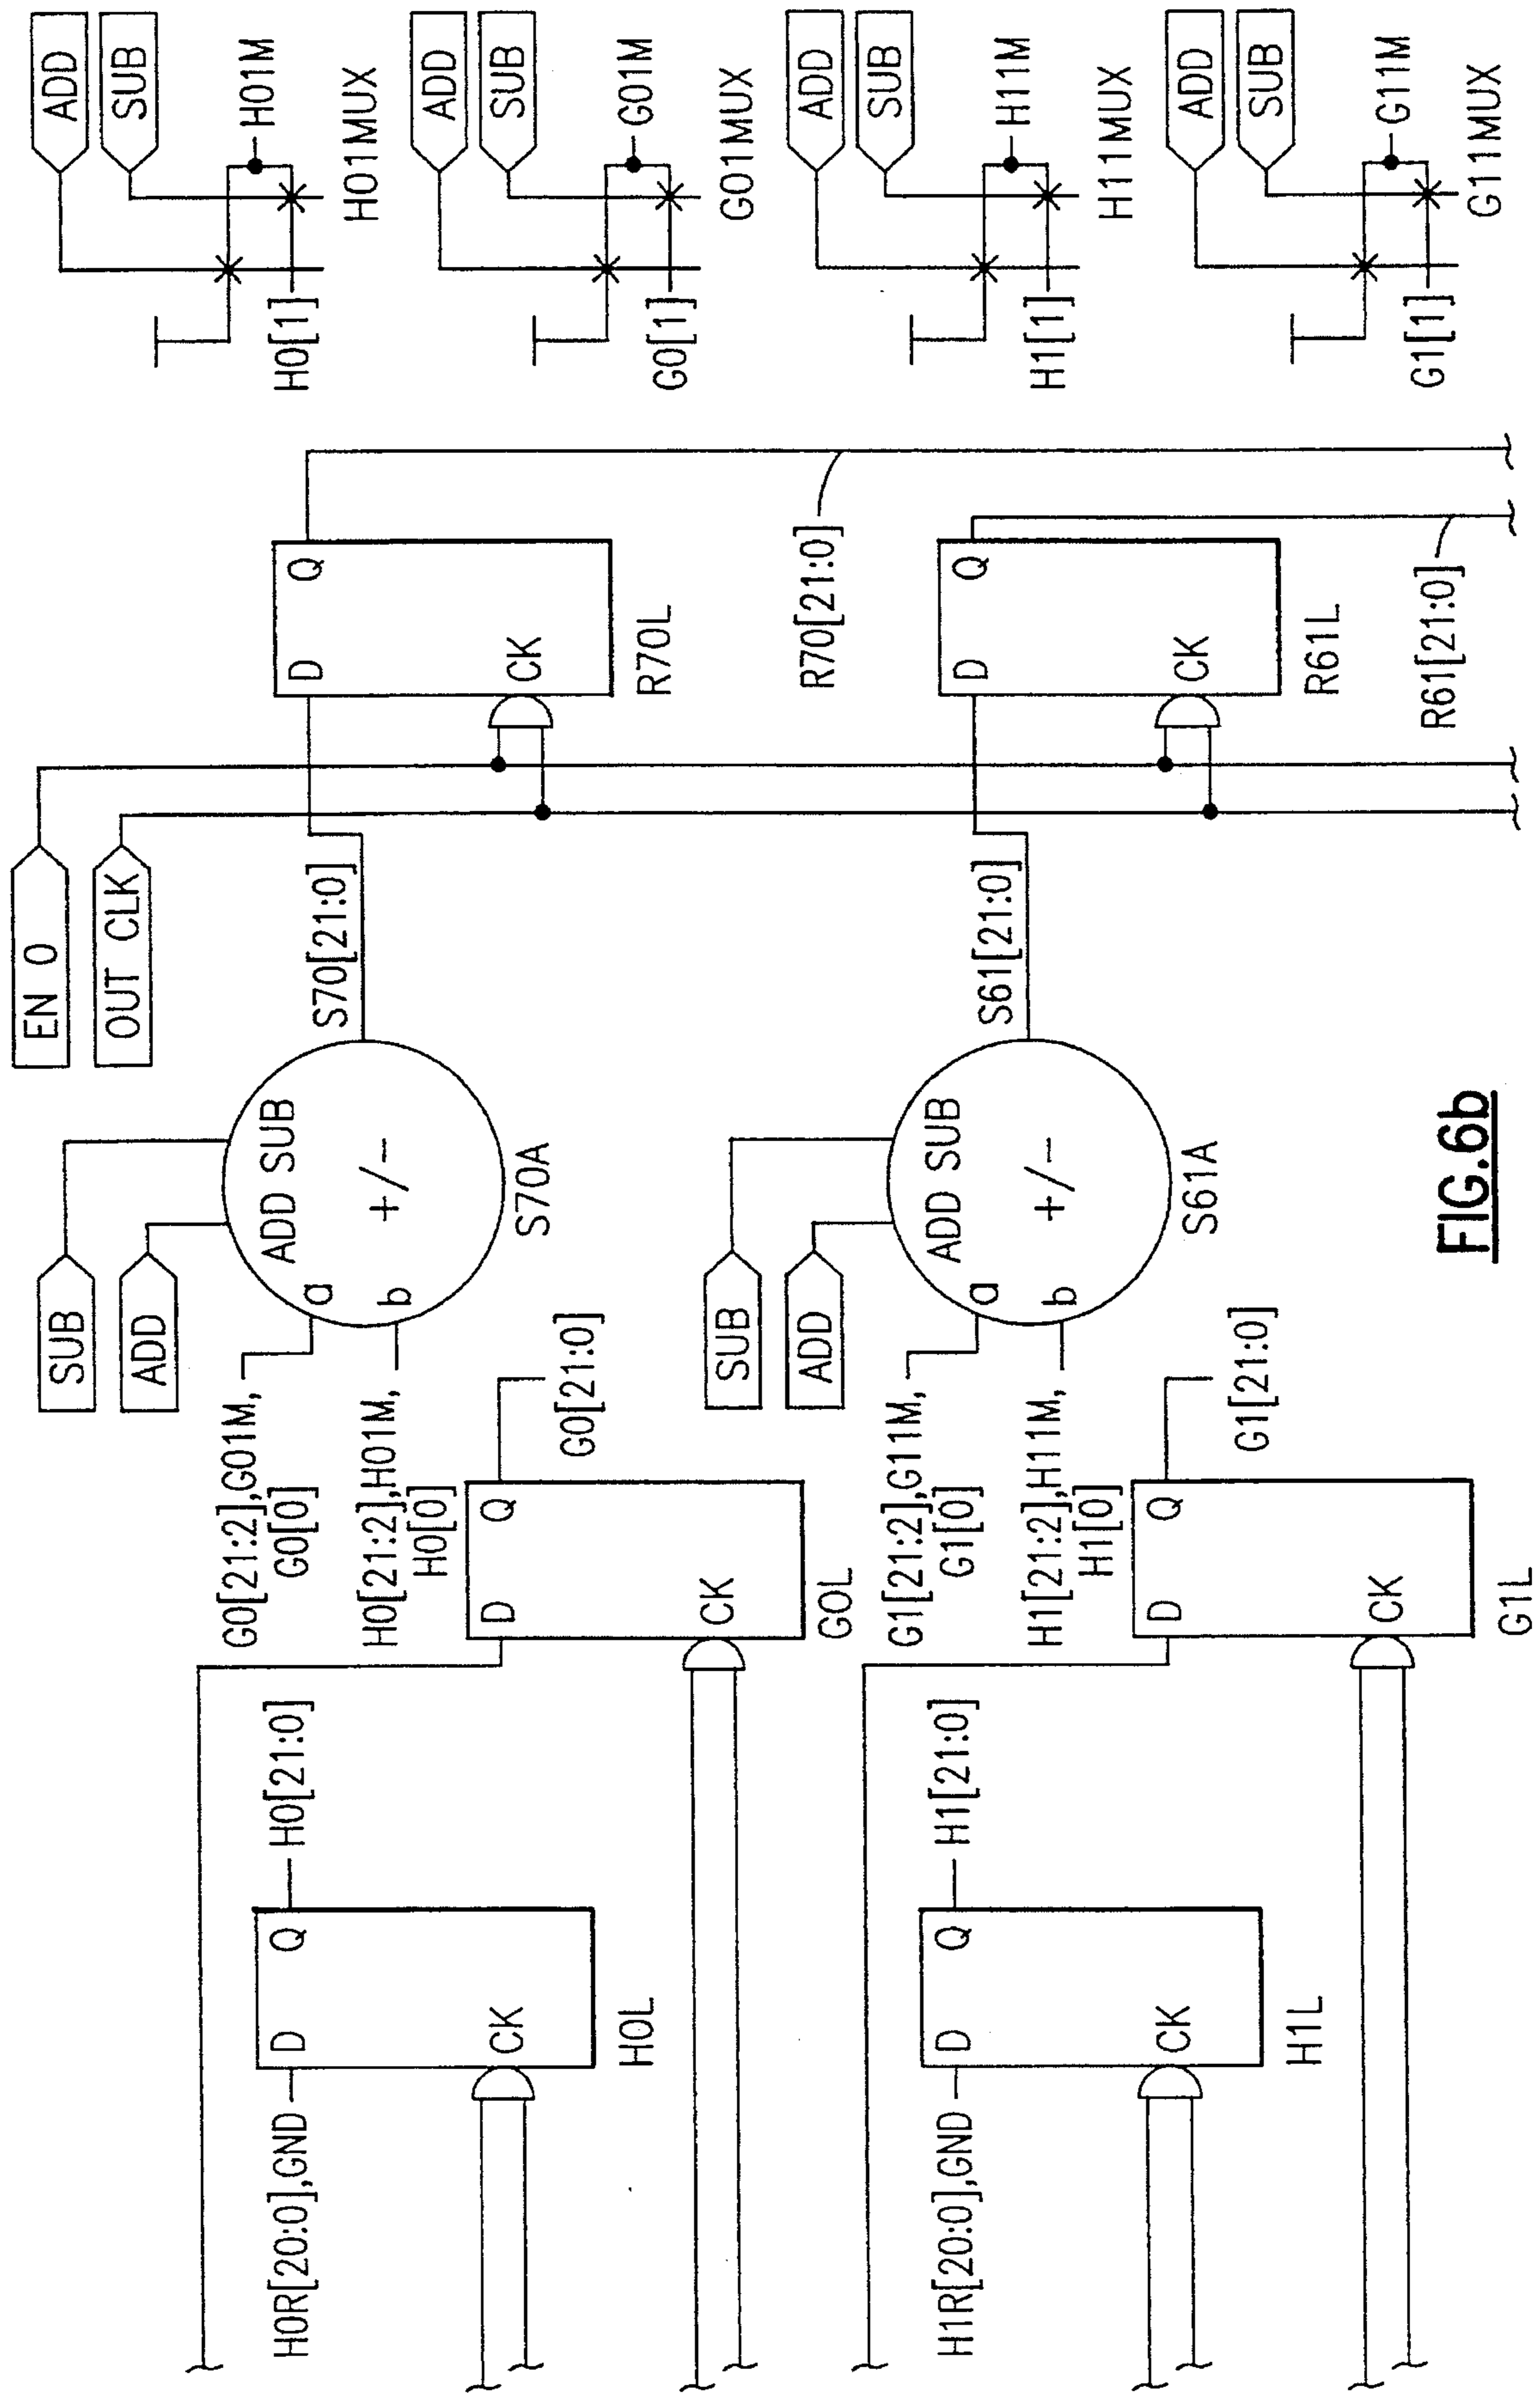 EN 0
OUT CLK
SUB
ADD
ADD SUB
a
b
+/-
S70A
G0[21:2],G01M,
G0[0]
H0[21:2],H01M,
H0[0]
S70[21:0]
D
Q
CK
R70L
R70[21:0]
H0R[20:0],GND
D
Q
CK
H0L
H0[21:0]
D
Q
CK
G0L
G0[21:0]
SUB
ADD
ADD SUB
a
b
+/-
S61A
G1[21:2],G11M,
G1[0]
H1[21:2],H11M,
H1[0]
S61[21:0]
D
Q
CK
R61L
R61[21:0]
H1R[20:0],GND
D
Q
CK
H1L
H1[21:0]
D
Q
CK
G1L
G1[21:0]
ADD
SUB
H01M
H0[1]
H01MUX
ADD
SUB
G01M
G0[1]
G01MUX
ADD
SUB
H11M
H1[1]
H11MUX
ADD
SUB
G11M
G1[1]
G11MUX
FIG.6b